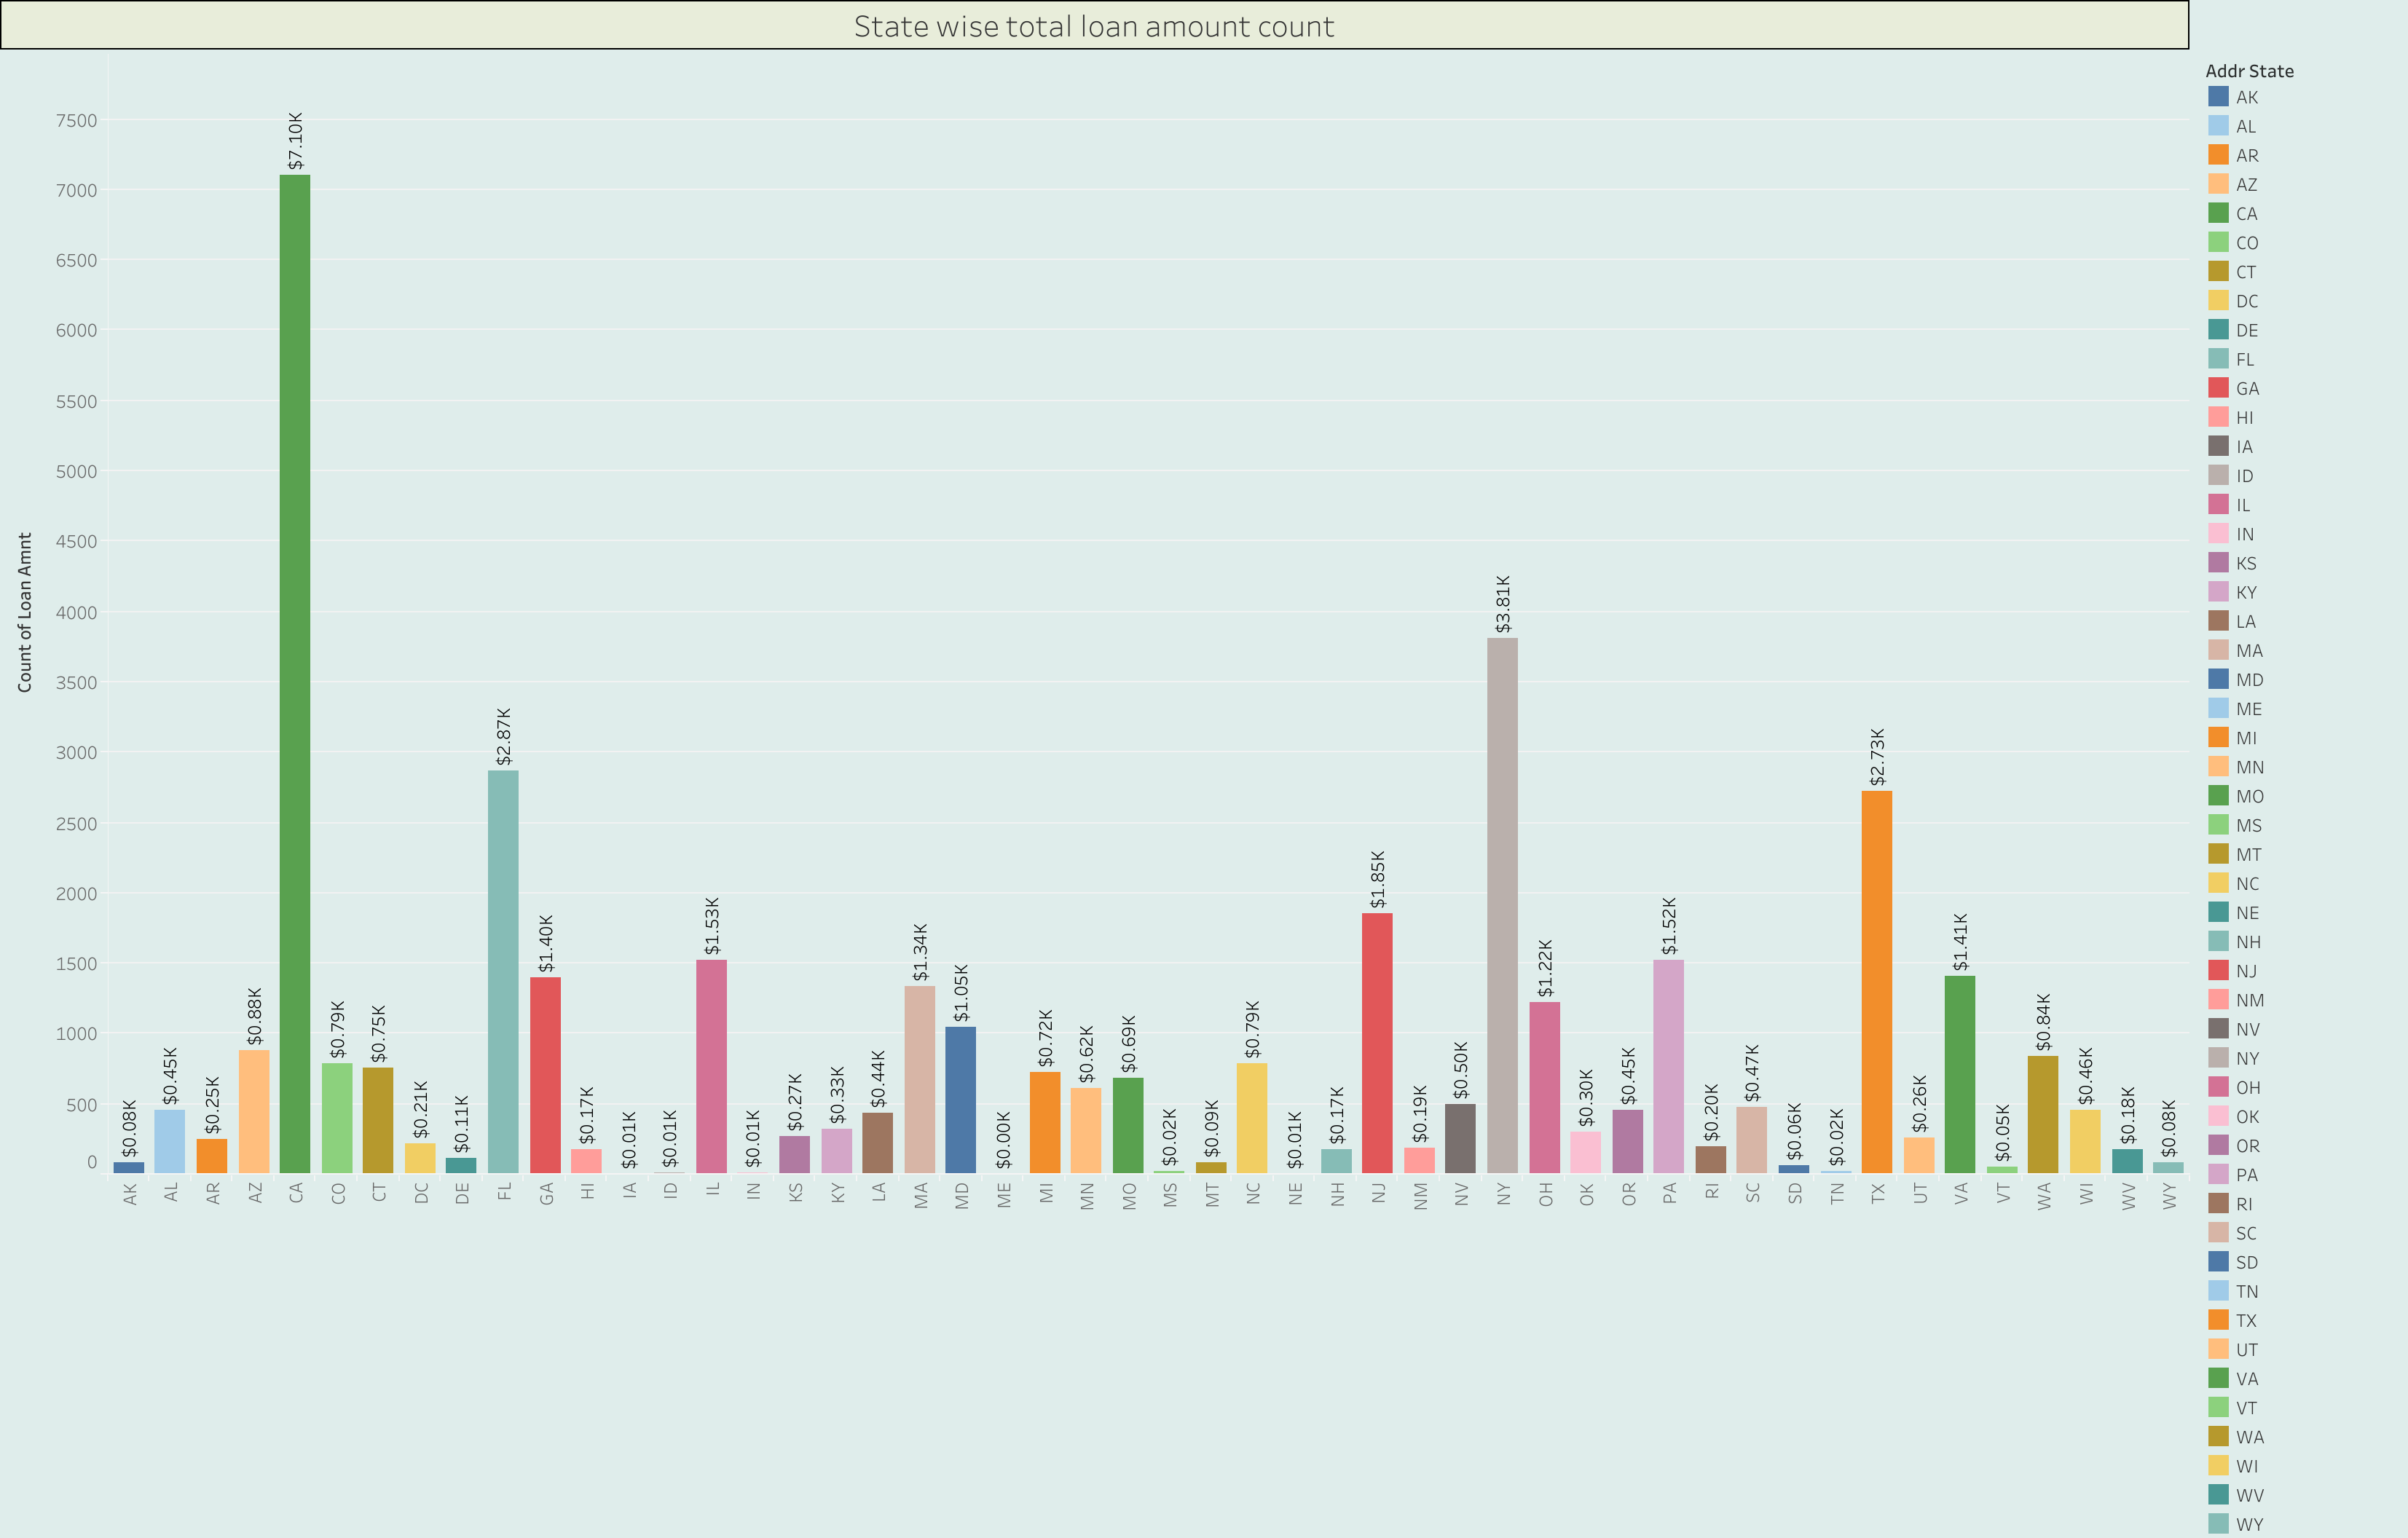 State wise total loan amount count
Addr State
AK
AL
AR
AZ
CA
CO
CT
DC
DE
FL
GA
HI
IA
ID
IL
IN
KS
KY
LA
MA
MD
ME
MI
MN
MO
MS
MT
NC
NE
NH
NJ
NM
NV
NY
OH
OK
OR
PA
RI
SC
SD
TN
TX
UT
VA
VT
WA
WI
WV
WY
Count of Loan Amnt
7500
7000
6500
6000
5500
5000
4500
4000
3500
3000
2500
2000
1500
1000
500
0
$0.08K
$0.45K
$0.25K
$0.88K
$7.10K
$0.79K
$0.75K
$0.21K
$0.11K
$2.87K
$1.40K
$0.17K
$0.01K
$0.01K
$1.53K
$0.01K
$0.27K
$0.33K
$0.44K
$1.34K
$1.05K
$0.00K
$0.72K
$0.62K
$0.69K
$0.02K
$0.09K
$0.79K
$0.01K
$0.17K
$1.85K
$0.19K
$0.50K
$3.81K
$1.22K
$0.30K
$0.45K
$1.52K
$0.20K
$0.47K
$0.06K
$0.02K
$2.73K
$0.26K
$1.41K
$0.05K
$0.84K
$0.46K
$0.18K
$0.08K
AK
AL
AR
AZ
CA
CO
CT
DC
DE
FL
GA
HI
IA
ID
IL
IN
KS
KY
LA
MA
MD
ME
MI
MN
MO
MS
MT
NC
NE
NH
NJ
NM
NV
NY
OH
OK
OR
PA
RI
SC
SD
TN
TX
UT
VA
VT
WA
WI
WV
WY